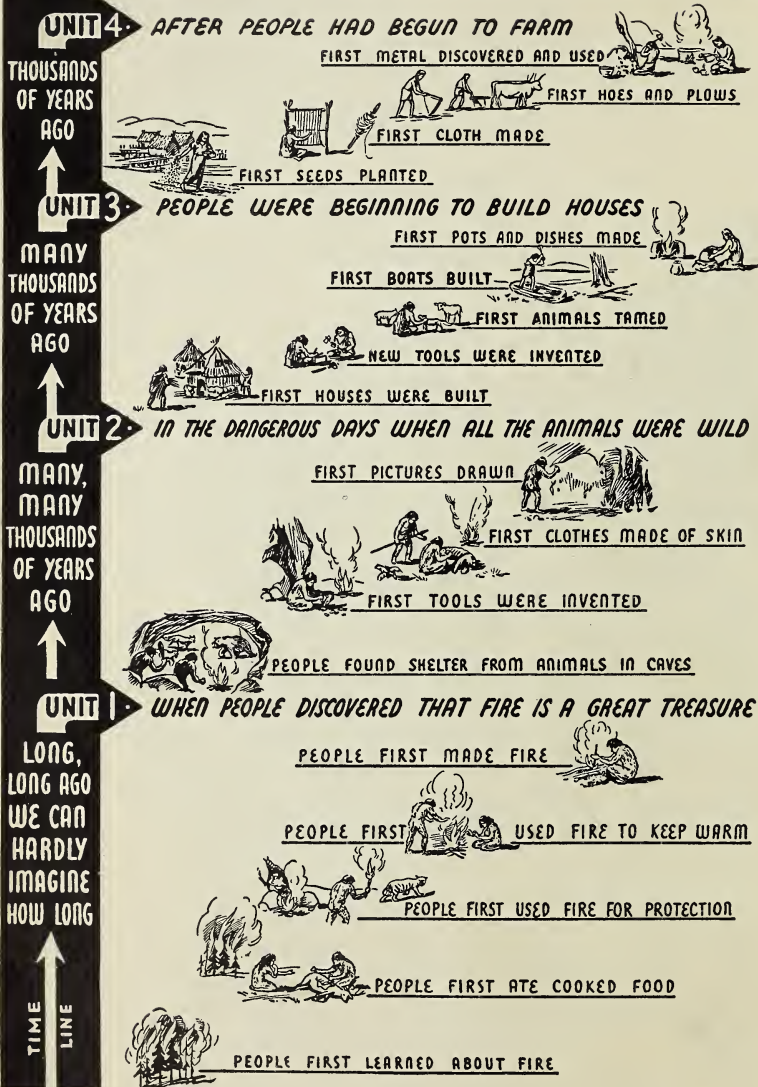 UNIT 4. AFTER PEOPLE HAD BEGUN TO FARM
THOUSANDS
OF YEARS
AGO
FIRST METAL DISCOVERED AND USED
FIRST HOES AND PLOWS
FIRST CLOTH MADE
FIRST SEEDS PLANTED
UNIT 3. PEOPLE WERE BEGINNING TO BUILD HOUSES
MANY
THOUSANDS
OF YEARS
AGO
FIRST POTS AND DISHES MADE
FIRST BOATS BUILT
FIRST ANIMALS TAMED
NEW TOOLS WERE INVENTED
FIRST HOUSES WERE BUILT
UNIT 2. IN THE DANGEROUS DAYS WHEN ALL THE ANIMALS WERE WILD
MANY,
MANY
THOUSANDS
OF YEARS
AGO
FIRST PICTURES DRAWN
FIRST CLOTHES MADE OF SKIN
FIRST TOOLS WERE INVENTED
PEOPLE FOUND SHELTER FROM ANIMALS IN CAVES
UNIT 1. WHEN PEOPLE DISCOVERED THAT FIRE IS A GREAT TREASURE
LONG,
LONG AGO
WE CAN
HARDLY
IMAGINE
HOW LONG
PEOPLE FIRST MADE FIRE
PEOPLE FIRST USED FIRE TO KEEP WARM
PEOPLE FIRST USED FIRE FOR PROTECTION
PEOPLE FIRST ATE COOKED FOOD
PEOPLE FIRST LEARNED ABOUT FIRE
TIME
LINE